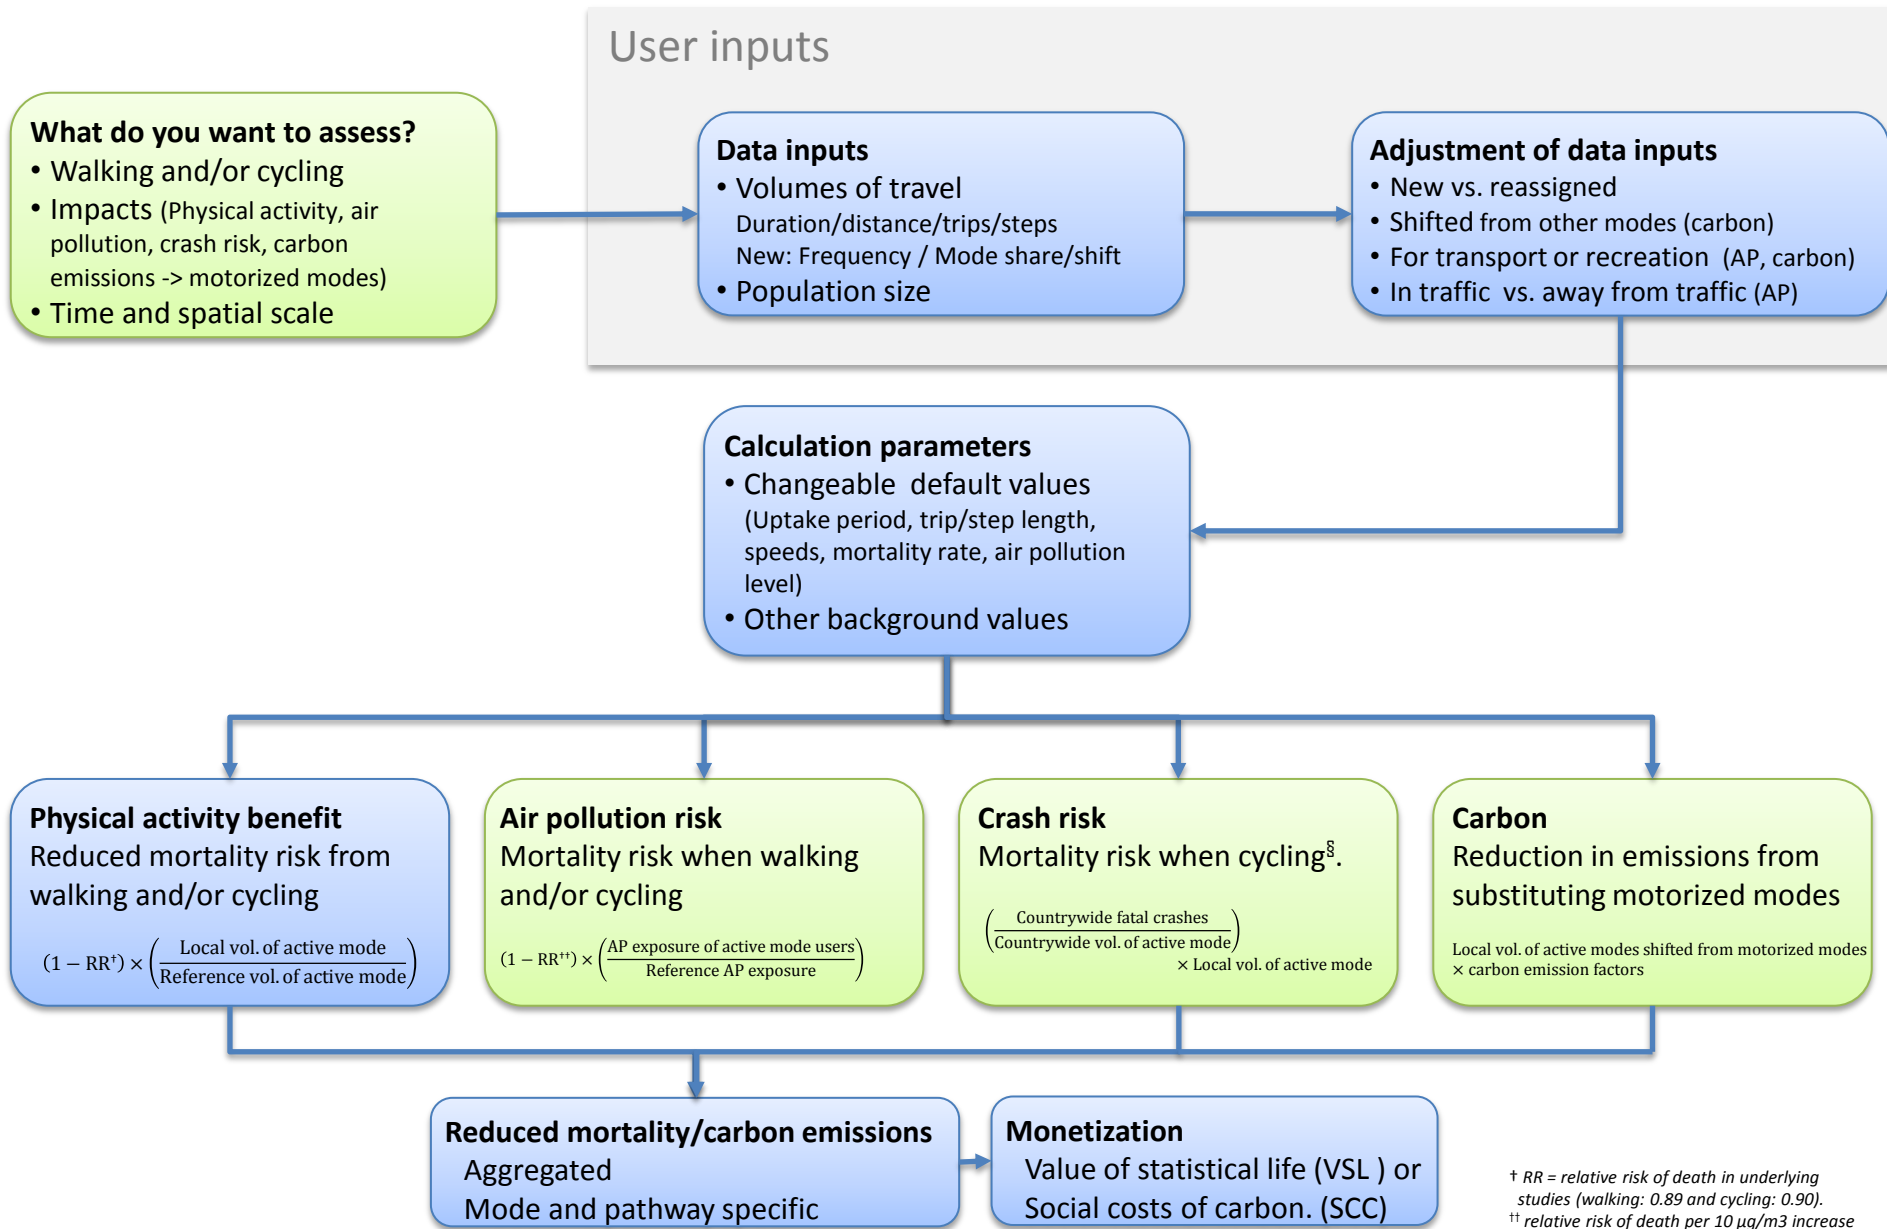 User inputs
What do you want to assess?
• Walking and/or cycling
• Impacts (Physical activity, air
pollution, crash risk, carbon
emissions -> motorized modes)
• Time and spatial scale
Data inputs
• Volumes of travel
Duration/distance/trips/steps
New: Frequency / Mode share/shift
• Population size
Adjustment of data inputs
• New vs. reassigned
• Shifted from other modes (carbon)
• For transport or recreation (AP, carbon)
• In traffic vs. away from traffic (AP)
Calculation parameters
• Changeable default values
(Uptake period, trip/step length,
speeds, mortality rate, air pollution
level)
• Other background values
Physical activity benefit
Reduced mortality risk from
walking and/or cycling
(1 − RR†) × (Local vol. of active mode / Reference vol. of active mode)
Air pollution risk
Mortality risk when walking
and/or cycling
(1 − RR††) × (AP exposure of active mode users / Reference AP exposure)
Crash risk
Mortality risk when cycling§.
(Countrywide fatal crashes / Countrywide vol. of active mode)
× Local vol. of active mode
Carbon
Reduction in emissions from
substituting motorized modes
Local vol. of active modes shifted from motorized modes
× carbon emission factors
Reduced mortality/carbon emissions
Aggregated
Mode and pathway specific
Monetization
Value of statistical life (VSL ) or
Social costs of carbon. (SCC)
† RR = relative risk of death in underlying
studies (walking: 0.89 and cycling: 0.90).
†† relative risk of death per 10 µg/m3 increase